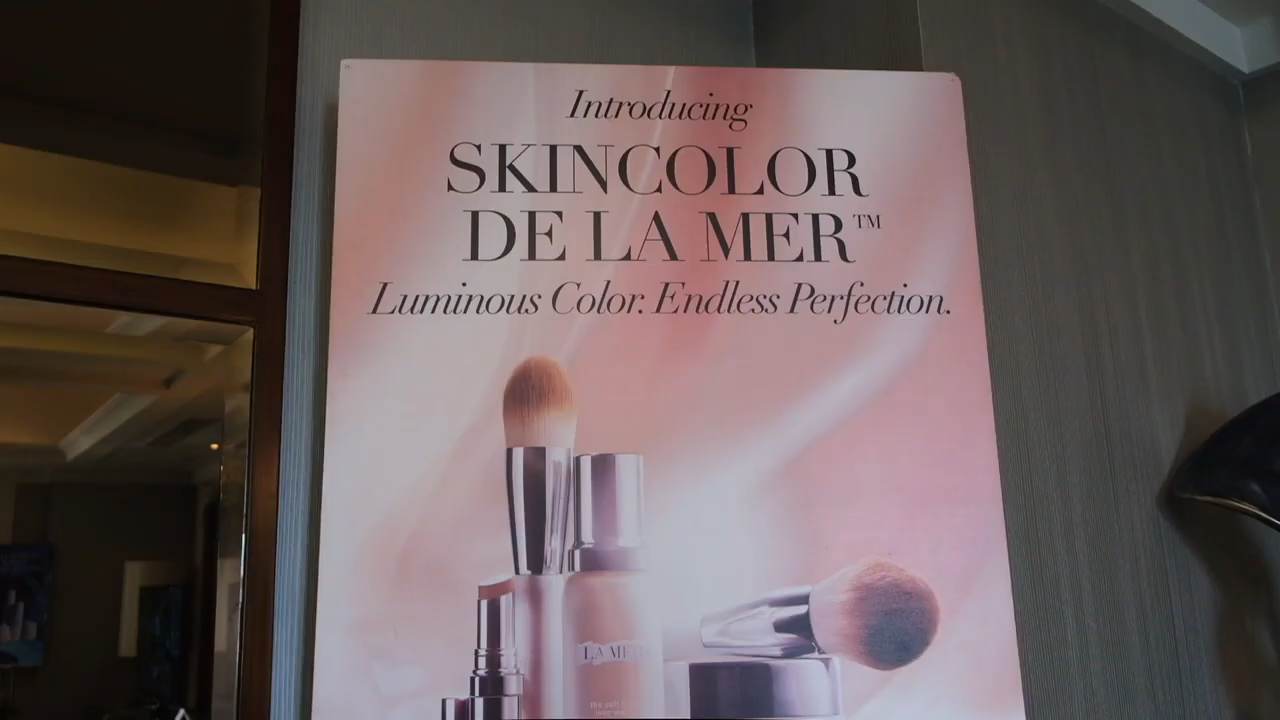 Introducing
SKINCOLOR
DE LA MER™
Luminous Color. Endless Perfection.
LA MER